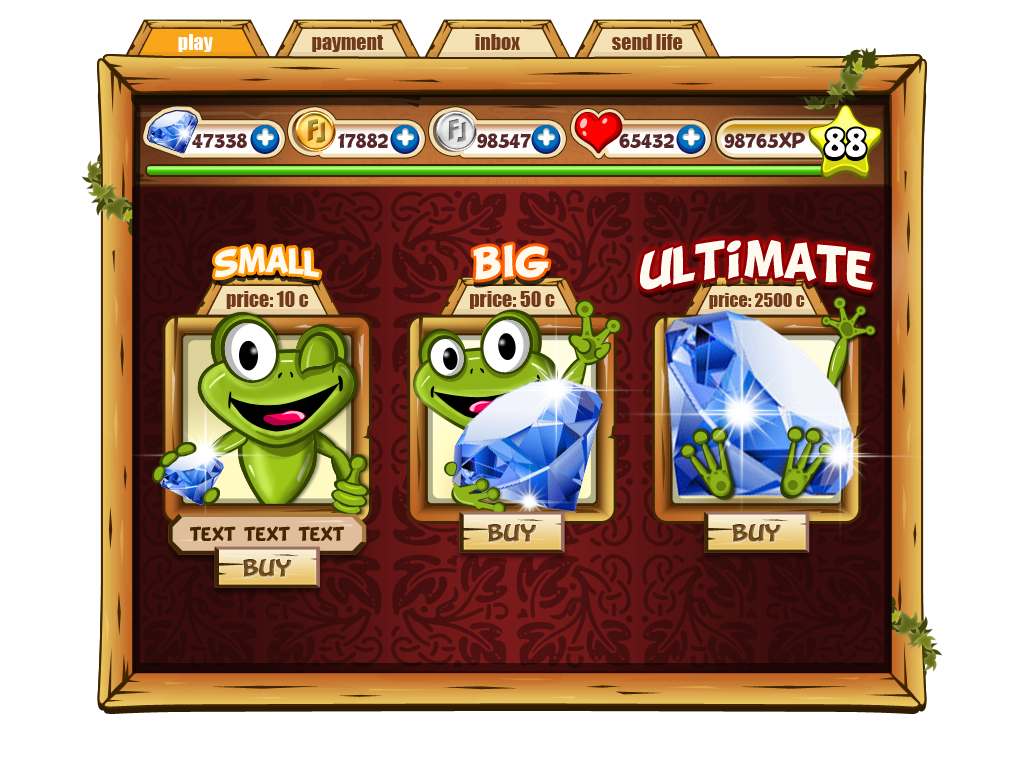 play payment inbox send life
47338 FJ 17882 FJ 98547 65432 98765XP 88
SMALL BIG ULTiMATE
price: 10 c price: 50 c price: 2500 c
TEXT TEXT TEXT
BUY BUY
BUY